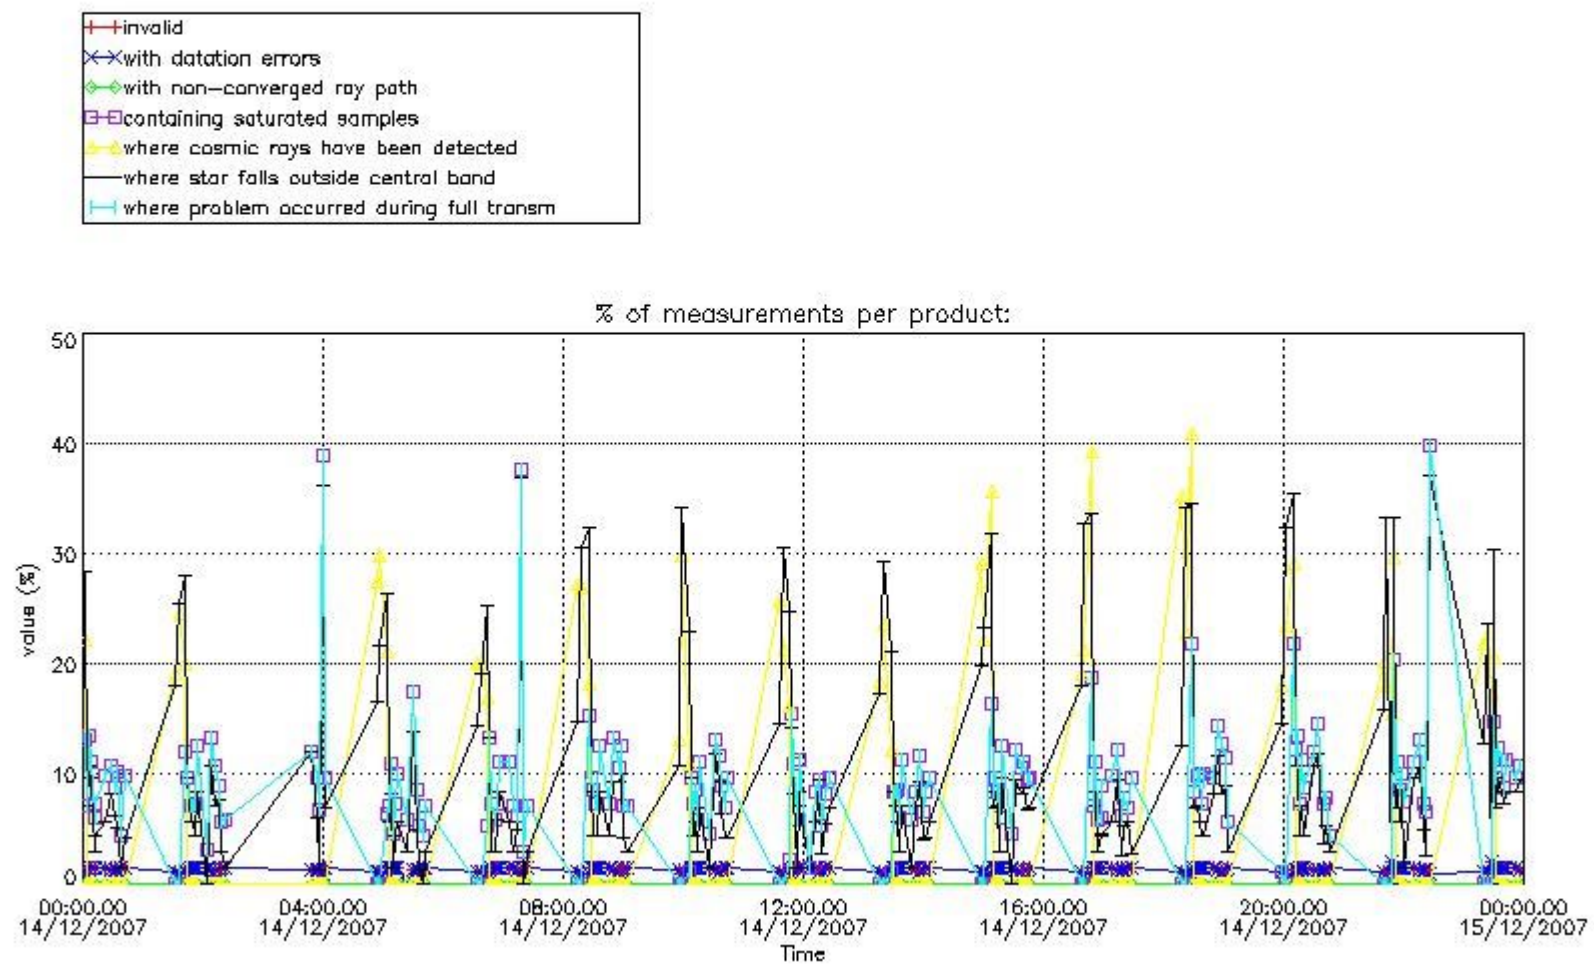 invalid
with datation errors
with non-converged ray path
containing saturated samples
where cosmic rays have been detected
where star falls outside central band
where problem occurred during full transm
% of measurements per product:
50
40
30
20
10
0
value (%)
00:00:00 04:00:00 08:00:00 12:00:00 16:00:00 20:00:00 00:00:00
14/12/2007 14/12/2007 14/12/2007 14/12/2007 14/12/2007 14/12/2007 15/12/2007
Time